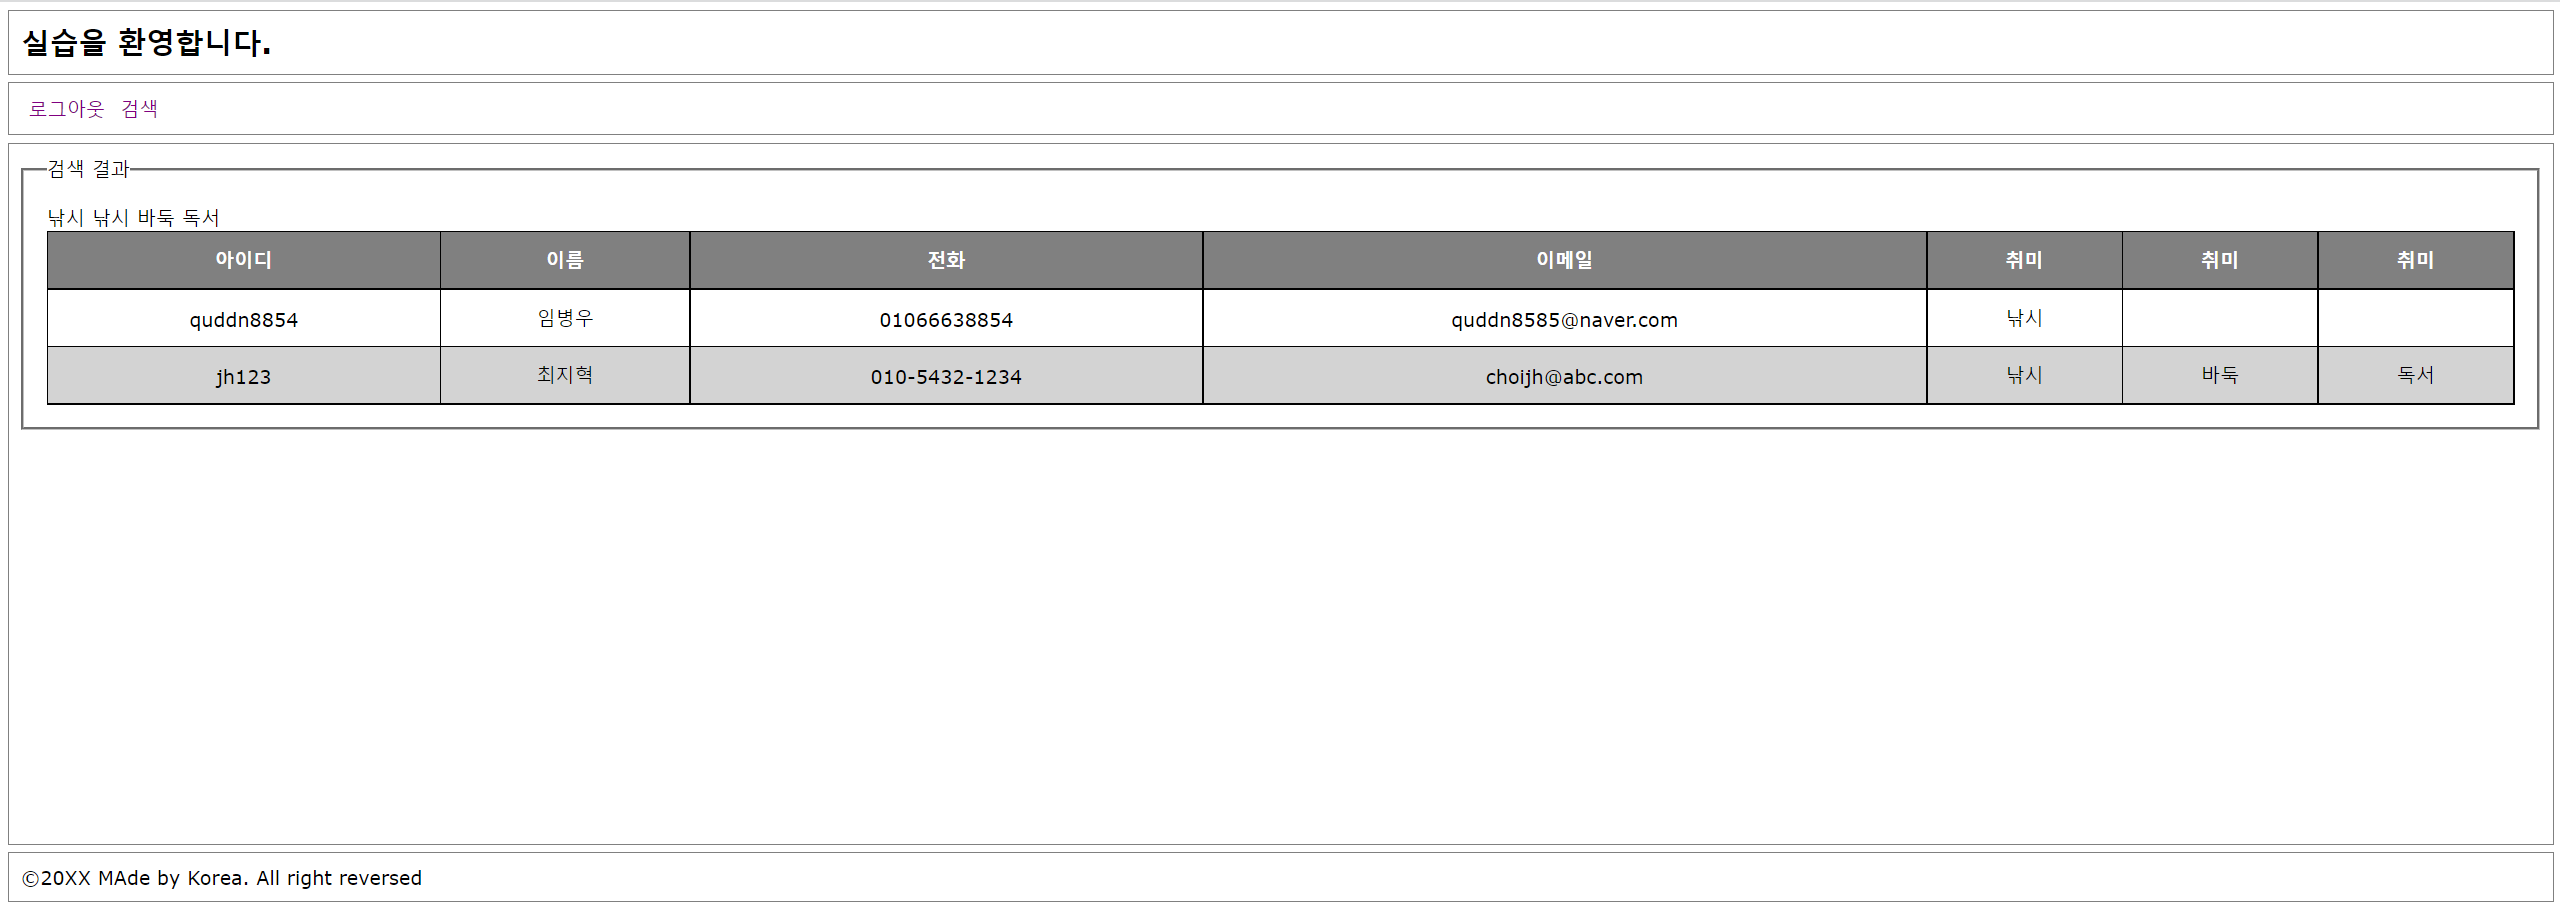 실습을 환영합니다.
로그아웃 검색
검색 결과
낚시 낚시 바둑 독서
아이디 이름 전화 이메일 취미 취미 취미
quddn8854 임병우 01066638854 quddn8585@naver.com 낚시
jh123 최지혁 010-5432-1234 choijh@abc.com 낚시 바둑 독서
©20XX MAde by Korea. All right reversed